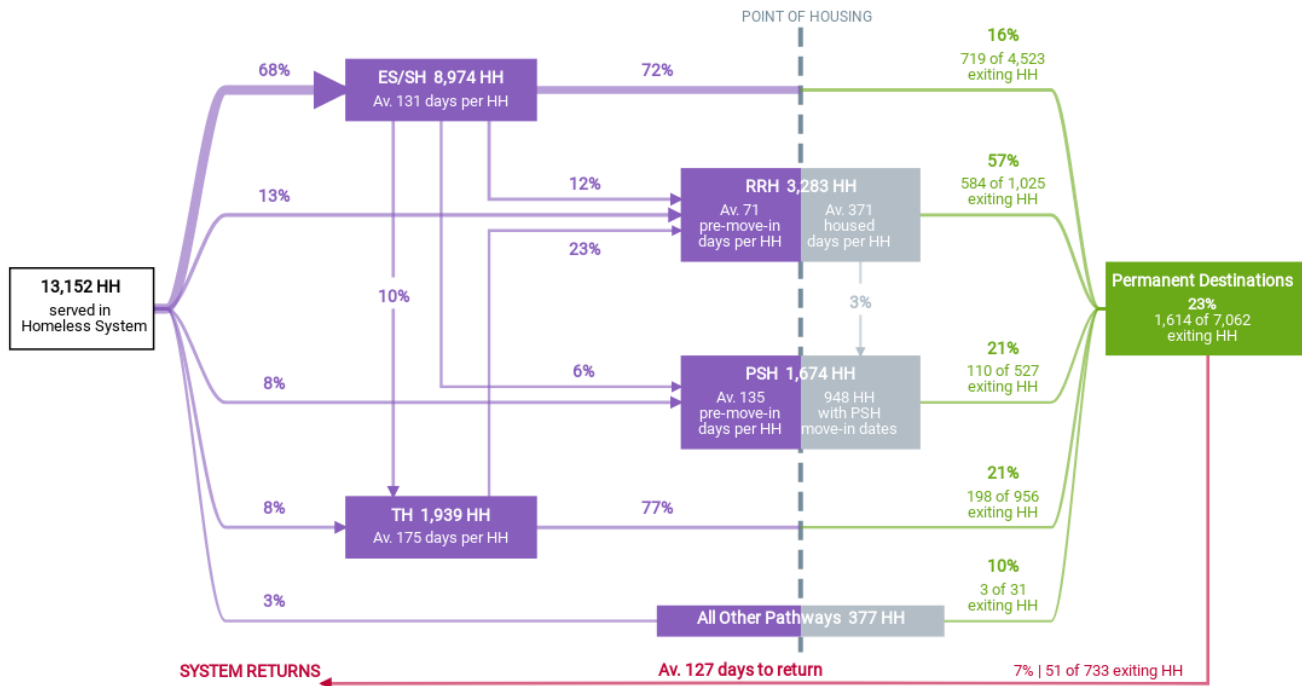 POINT OF HOUSING
16%
719 of 4,523
exiting HH
68%
ES/SH 8,974 HH
Av. 131 days per HH
72%
57%
584 of 1,025
exiting HH
13%
12%
RRH 3,283 HH
Av. 71
pre-move-in
days per HH
Av. 371
housed
days per HH
23%
13,152 HH
served in
Homeless System
10%
3%
Permanent Destinations
23%
1,614 of 7,062
exiting HH
8%
6%
PSH 1,674 HH
Av. 135
pre-move-in
days per HH
948 HH
with PSH
move-in dates
21%
110 of 527
exiting HH
8%
TH 1,939 HH
Av. 175 days per HH
77%
21%
198 of 956
exiting HH
3%
All Other Pathways 377 HH
10%
3 of 31
exiting HH
SYSTEM RETURNS
Av. 127 days to return
7% | 51 of 733 exiting HH